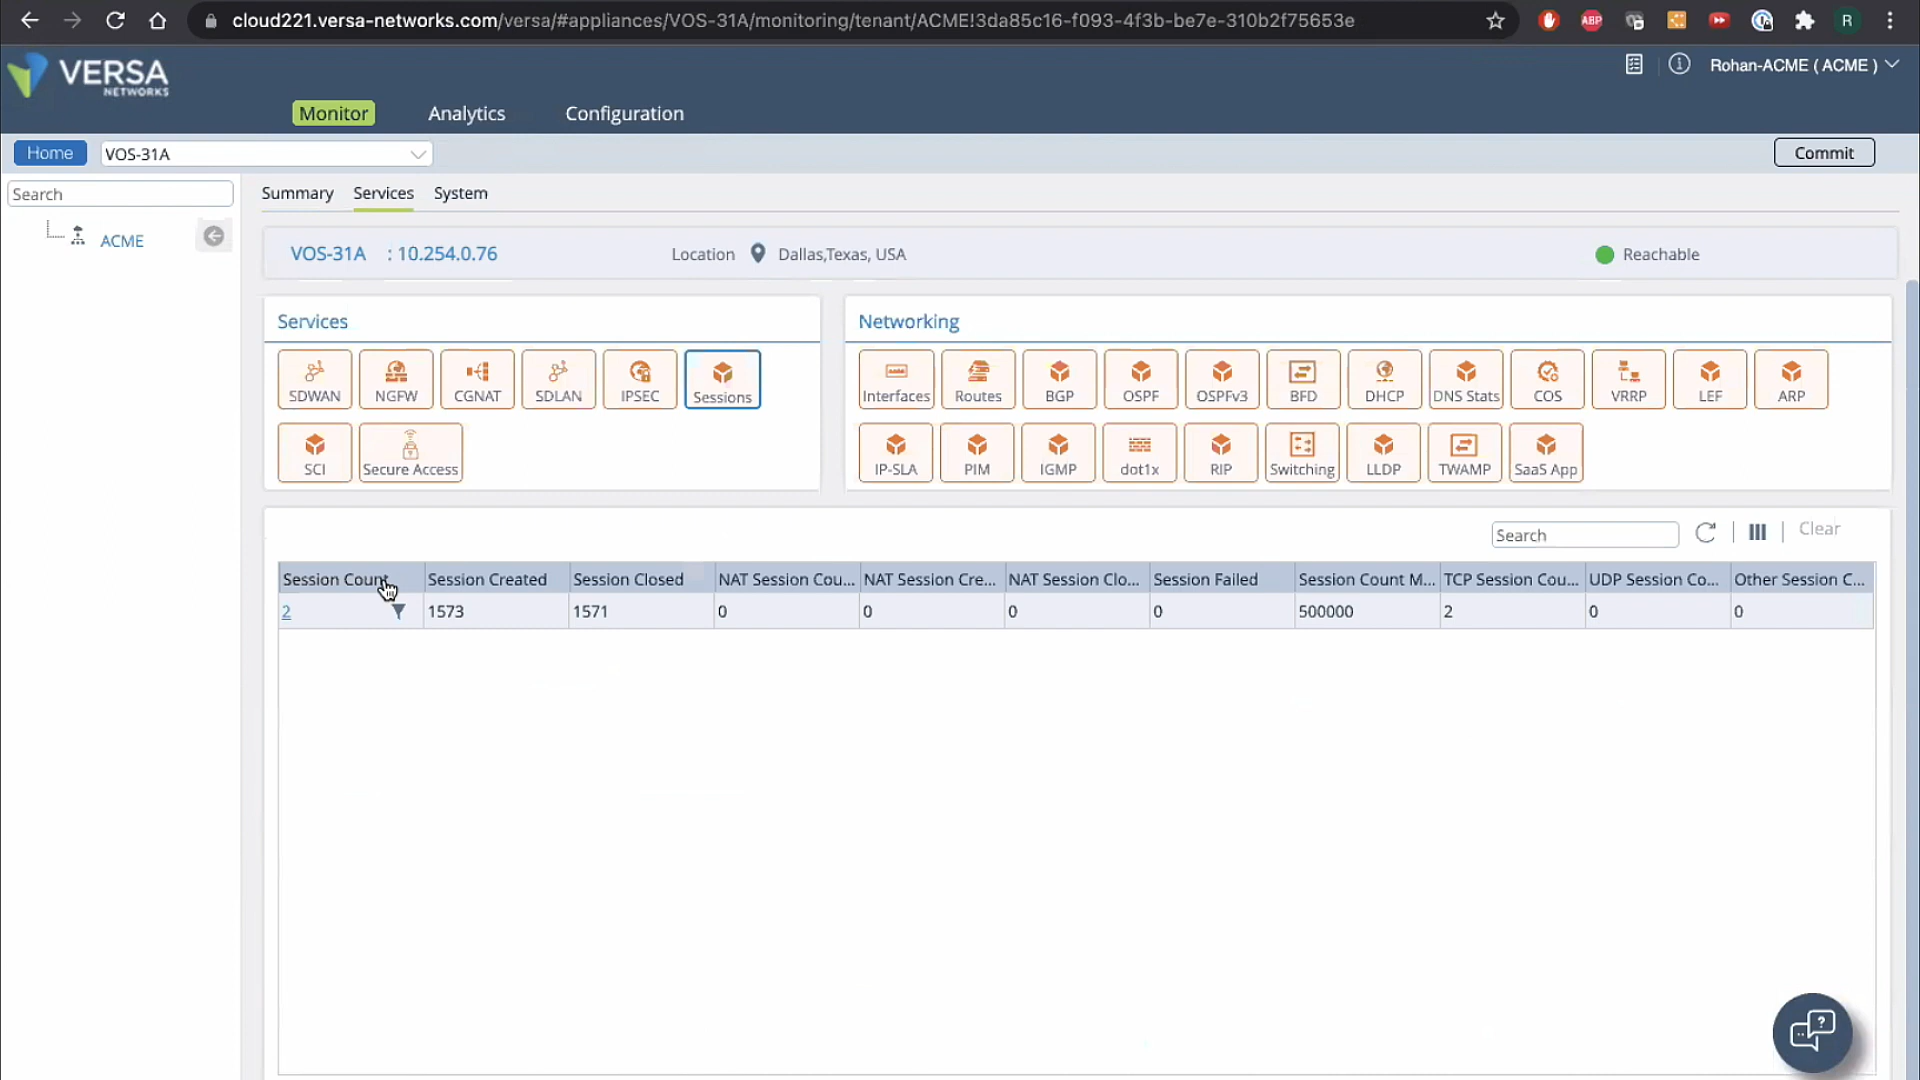 cloud221.versa-networks.com/versa/#appliances/VOS-31A/monitoring/tenant/ACME!3da85c16-f093-4f3b-be7e-310b2f75653e
ABP
R
VERSA
NETWORKS
Rohan-ACME ( ACME )
Monitor Analytics Configuration
Home VOS-31A Commit
Search
Summary Services System
ACME
VOS-31A : 10.254.0.76 Location Dallas,Texas, USA Reachable
Services Networking
SDWAN NGFW CGNAT SDLAN IPSEC Sessions Interfaces Routes BGP OSPF OSPFv3 BFD DHCP DNS Stats COS VRRP LEF ARP
SCI Secure Access IP-SLA PIM IGMP dot1x RIP Switching LLDP TWAMP SaaS App
Search Clear
Session Count Session Created Session Closed NAT Session Cou... NAT Session Cre... NAT Session Clo... Session Failed Session Count M... TCP Session Cou... UDP Session Co... Other Session C...
2 1573 1571 0 0 0 0 500000 2 0 0